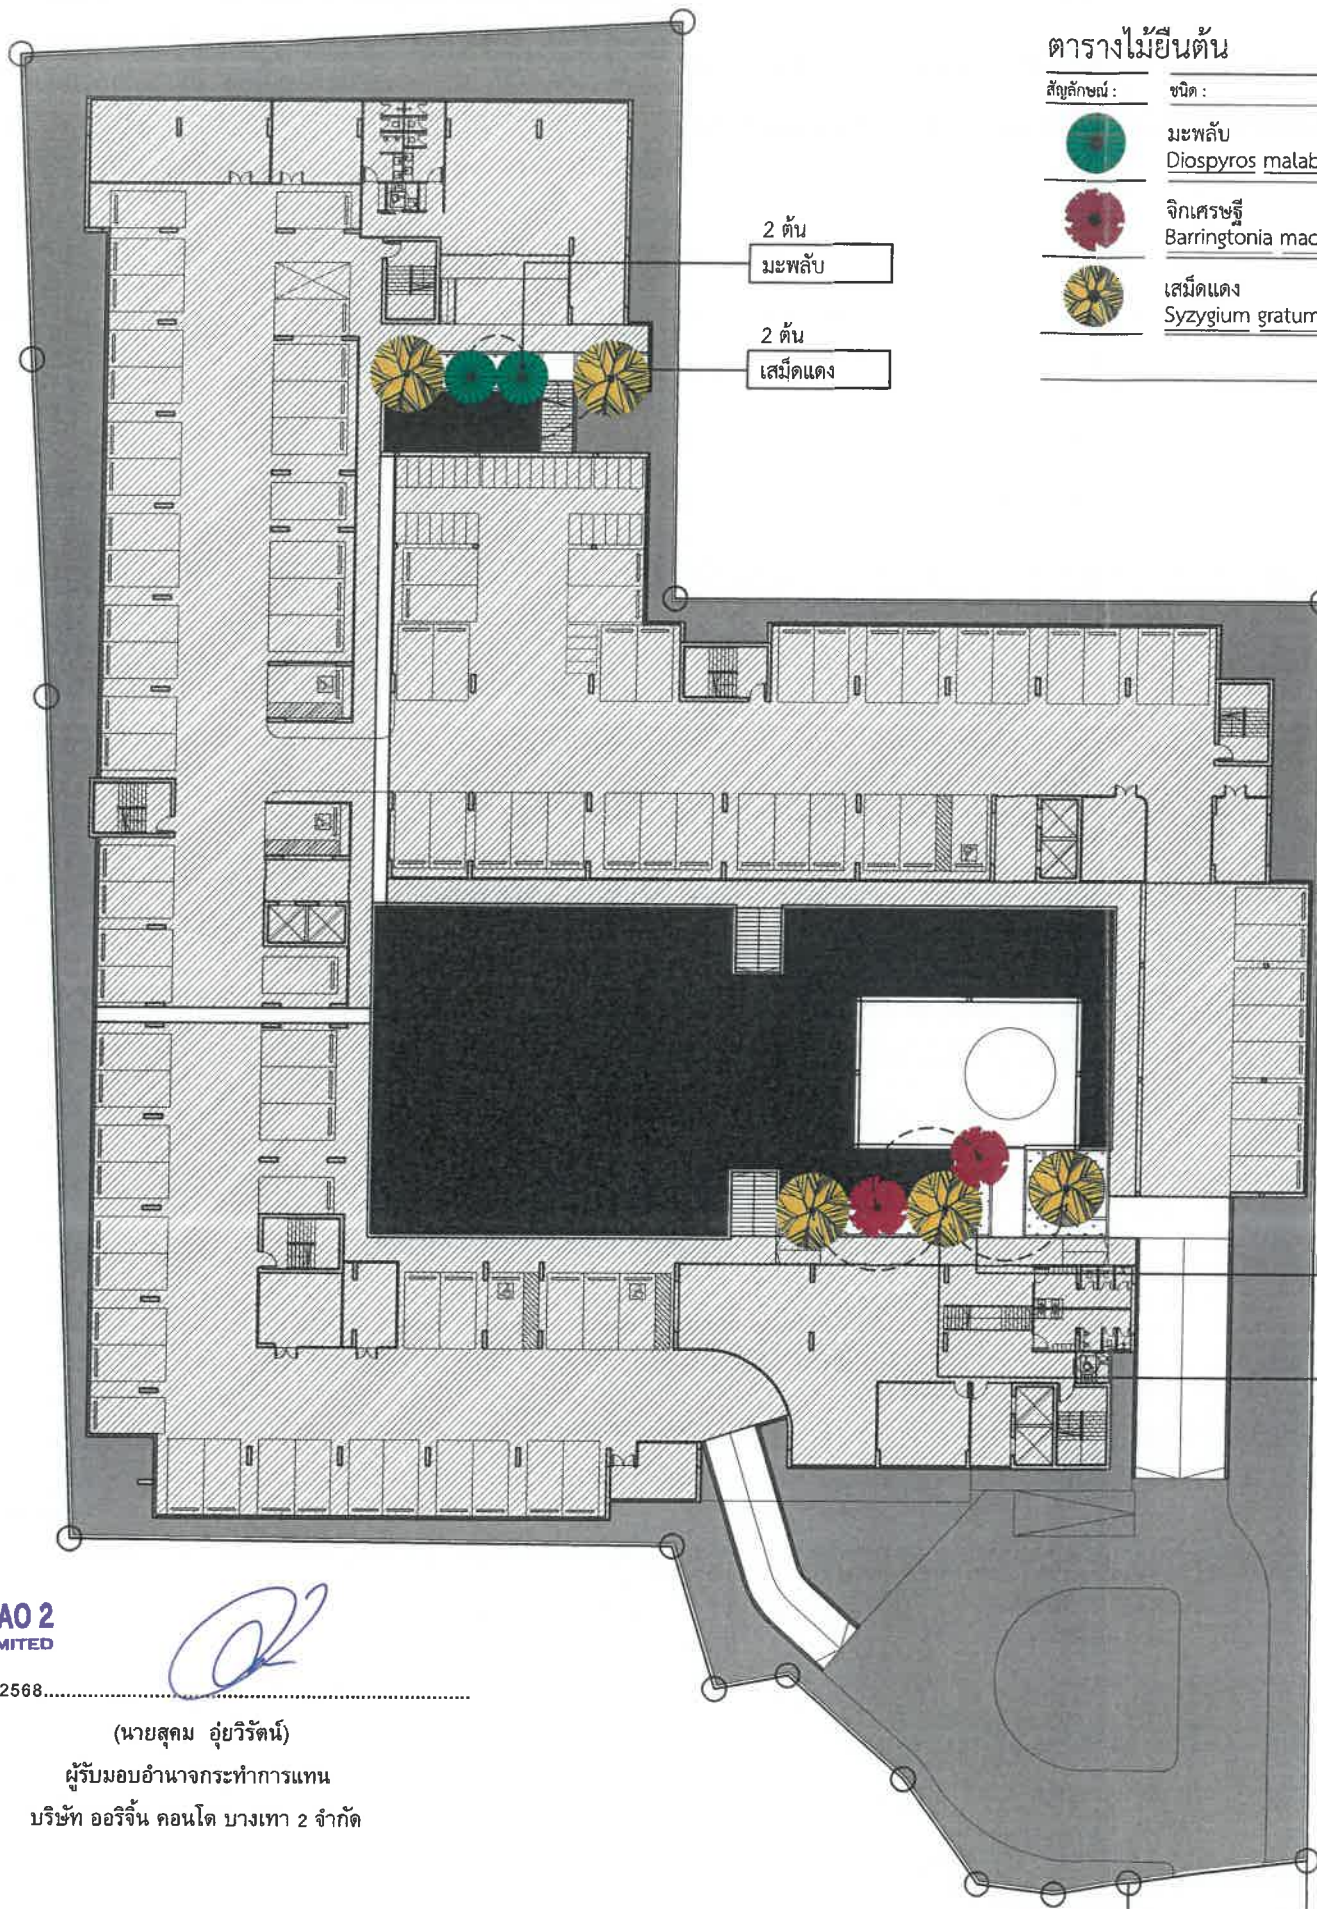 ตารางไม้ยืนต้น
สัญลักษณ์ : ชนิด :
มะพลับ
Diospyros malab
จิกเศรษฐี
Barringtonia mac
เสม็ดแดง
Syzygium gratum
2 ต้น
มะพลับ
2 ต้น
เสม็ดแดง
AO 2
MITED
2568
(นายสุคม อุ่ยวิรัตน์)
ผู้รับมอบอำนาจกระทำการแทน
บริษัท ออริจิ้น คอนโด บางเทา 2 จำกัด